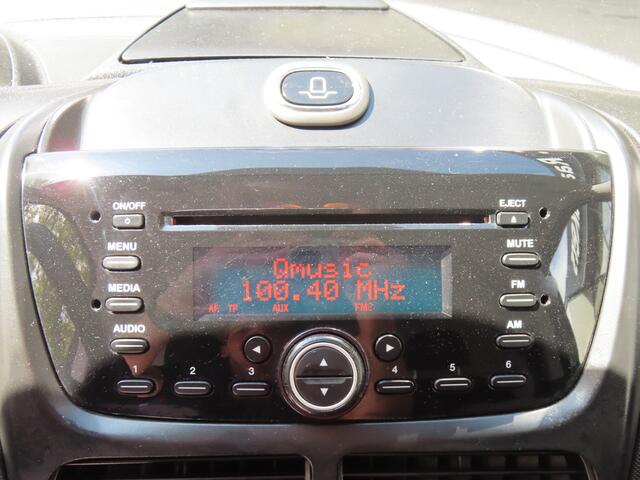 ON/OFF
EJECT
MENU
MUTE
Qmusic
MEDIA
100.40 MHz
FM
AF TP AUX FM2
AUDIO
AM
1
2
3
4
5
6